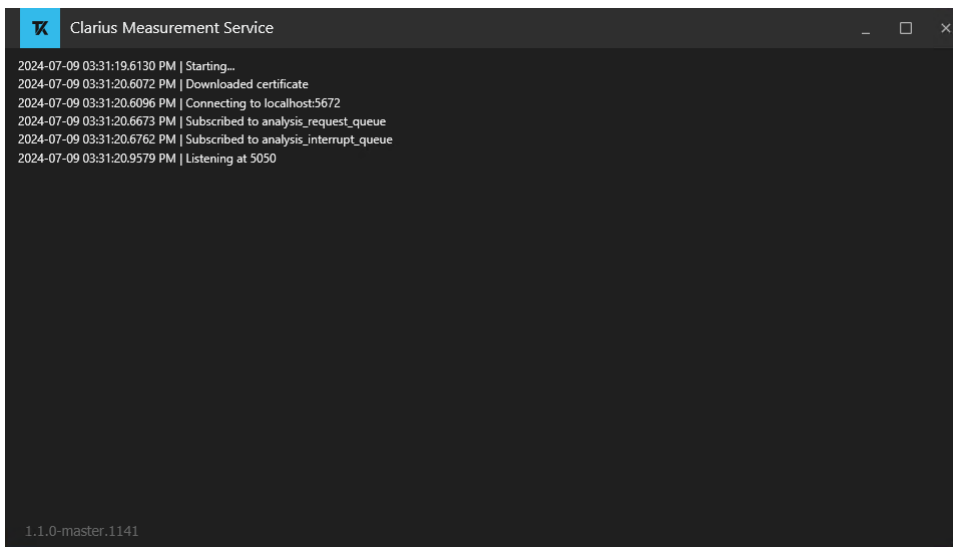 TK Clarius Measurement Service
2024-07-09 03:31:19.6130 PM | Starting...
2024-07-09 03:31:20.6072 PM | Downloaded certificate
2024-07-09 03:31:20.6096 PM | Connecting to localhost:5672
2024-07-09 03:31:20.6673 PM | Subscribed to analysis_request_queue
2024-07-09 03:31:20.6762 PM | Subscribed to analysis_interrupt_queue
2024-07-09 03:31:20.9579 PM | Listening at 5050
1.1.0-master.1141